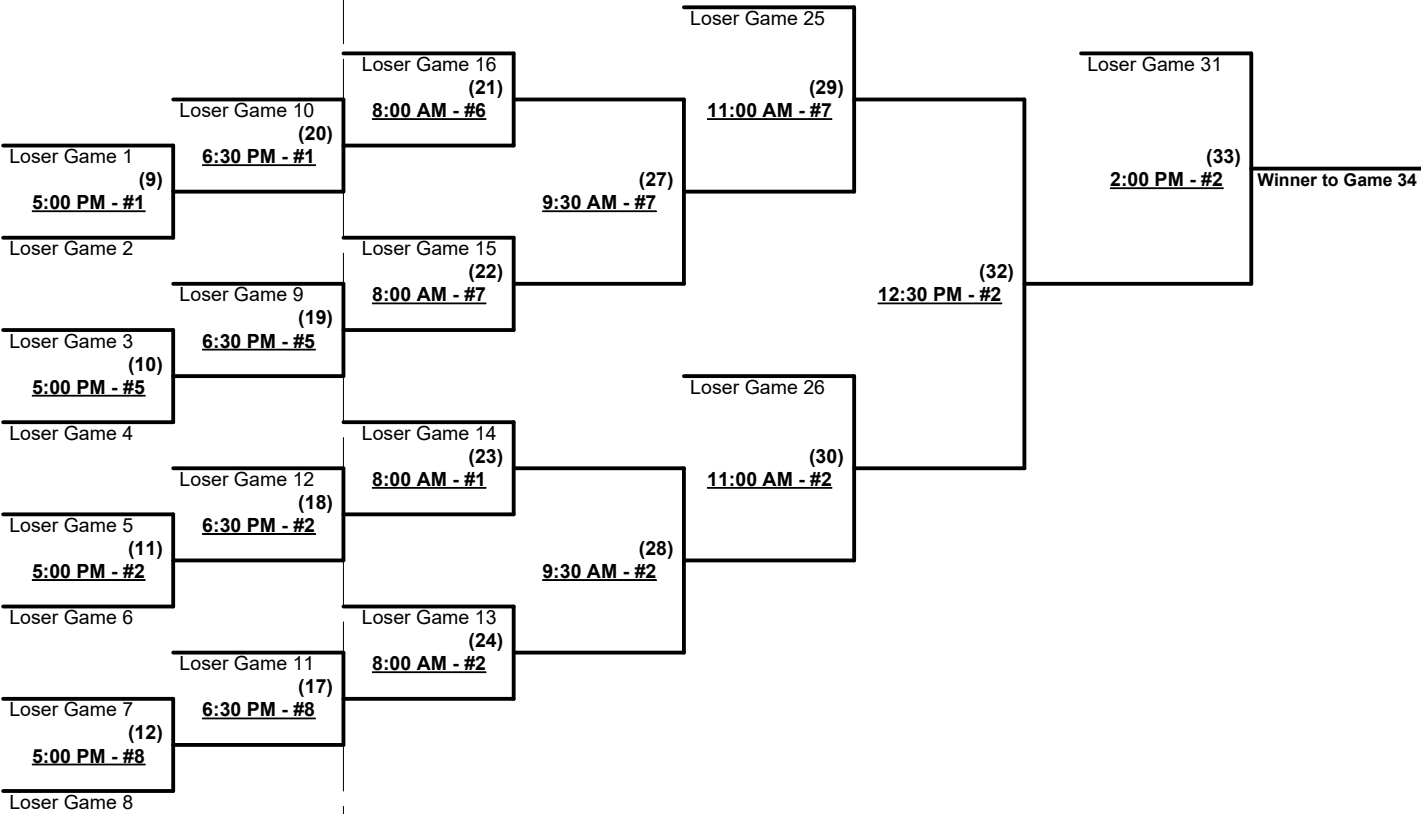 Loser Game 25
Loser Game 16
Loser Game 31
(21)
(29)
8:00 AM - #6
11:00 AM - #7
Loser Game 10
(20)
6:30 PM - #1
Loser Game 1
(9)
5:00 PM - #1
(33)
2:00 PM - #2
Winner to Game 34
(27)
9:30 AM - #7
Loser Game 2
Loser Game 15
(22)
8:00 AM - #7
(32)
12:30 PM - #2
Loser Game 9
(19)
6:30 PM - #5
Loser Game 3
(10)
5:00 PM - #5
Loser Game 26
Loser Game 4
Loser Game 14
(23)
8:00 AM - #1
(30)
11:00 AM - #2
Loser Game 12
(18)
6:30 PM - #2
Loser Game 5
(11)
5:00 PM - #2
(28)
9:30 AM - #2
Loser Game 6
Loser Game 13
(24)
8:00 AM - #2
Loser Game 11
(17)
6:30 PM - #8
Loser Game 7
(12)
5:00 PM - #8
Loser Game 8